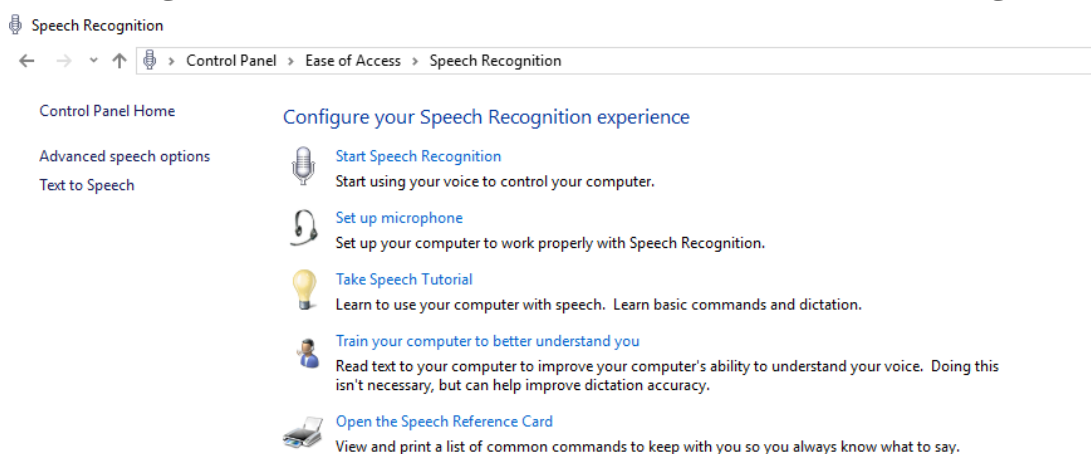 Speech Recognition
Control Panel > Ease of Access > Speech Recognition
Control Panel Home
Advanced speech options
Text to Speech
Configure your Speech Recognition experience
Start Speech Recognition
Start using your voice to control your computer.
Set up microphone
Set up your computer to work properly with Speech Recognition.
Take Speech Tutorial
Learn to use your computer with speech. Learn basic commands and dictation.
Train your computer to better understand you
Read text to your computer to improve your computer's ability to understand your voice. Doing this
isn't necessary, but can help improve dictation accuracy.
Open the Speech Reference Card
View and print a list of common commands to keep with you so you always know what to say.